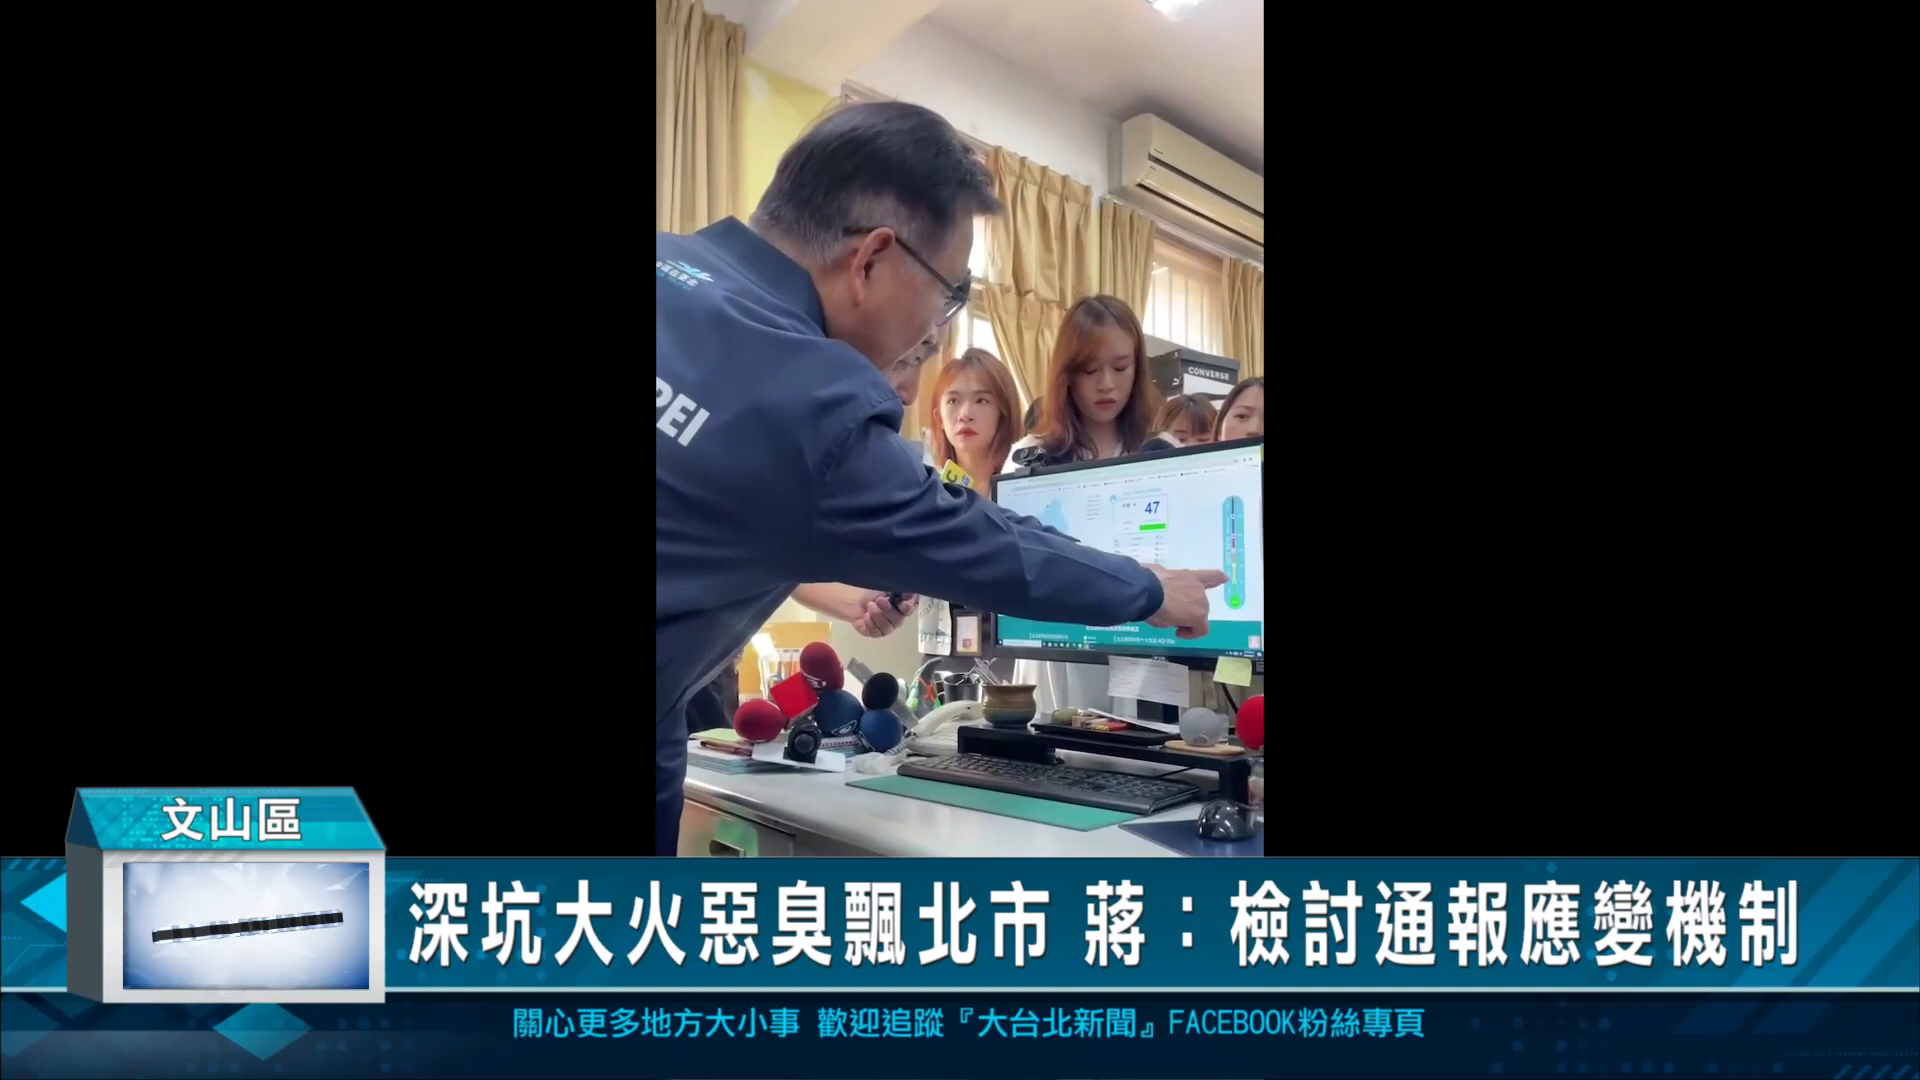 PEI
CONVERSE
47
文山區
深坑大火惡臭飄北市 蔣：檢討通報應變機制
關心更多地方大小事 歡迎追蹤『大台北新聞』FACEBOOK粉絲專頁